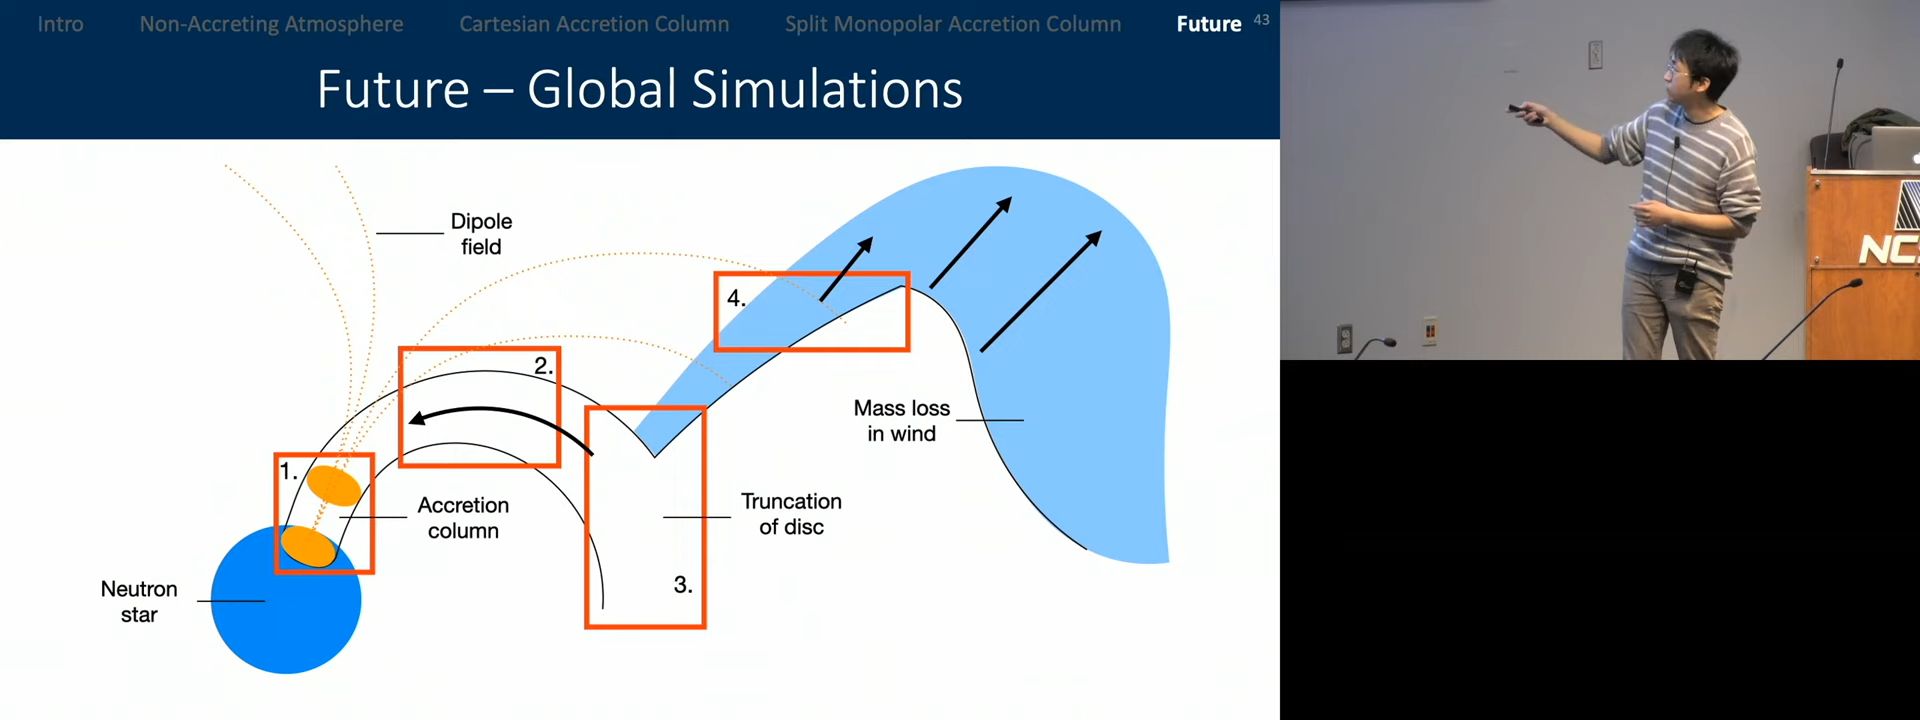 Intro Non-Accreting Atmosphere Cartesian Accretion Column Split Monopolar Accretion Column Future 43
Future – Global Simulations
Dipole
field
4.
2.
Mass loss
in wind
1.
Accretion
column
Truncation
of disc
3.
Neutron
star